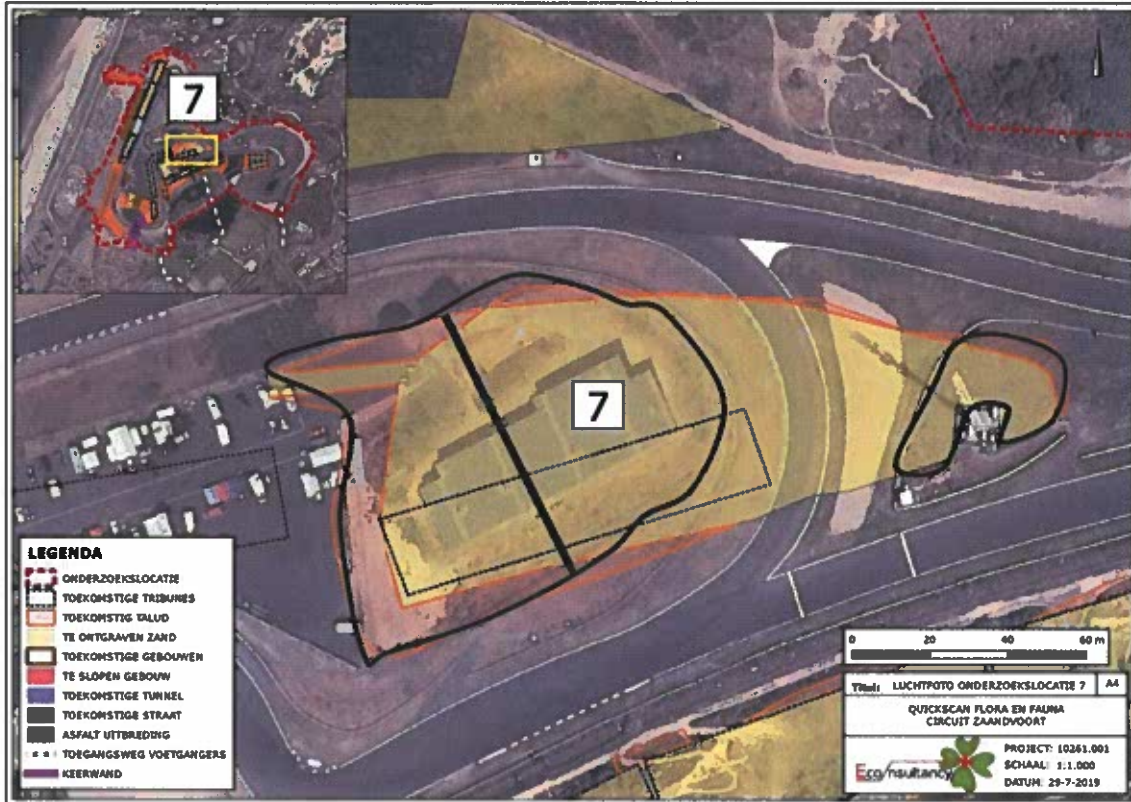 7
7
LEGENDA
ONDERZOEKSLOCATIE
TOEKOMSTIGE TRIBUNES
TOEKOMSTIG TALUD
TE ONTGRAVEN ZAND
TOEKOMSTIGE GEBOUWEN
TE SLOPEN GEBOUW
TOEKOMSTIGE TUNNEL
TOEKOMSTIGE STRAAT
ASFALT UITBREIDING
TOEGANGSWEG VOETGANGERS
KEERWAND
0 20 40 60 m
Titel: LUCHTFOTO ONDERZOEKSLOCATIE 7 A4
QUICKSCAN FLORA EN FAUNA
CIRCUIT ZAANDVOORT
Econsultancy
PROJECT: 10261.001
SCHAAL: 1:1.000
DATUM: 29-7-2019